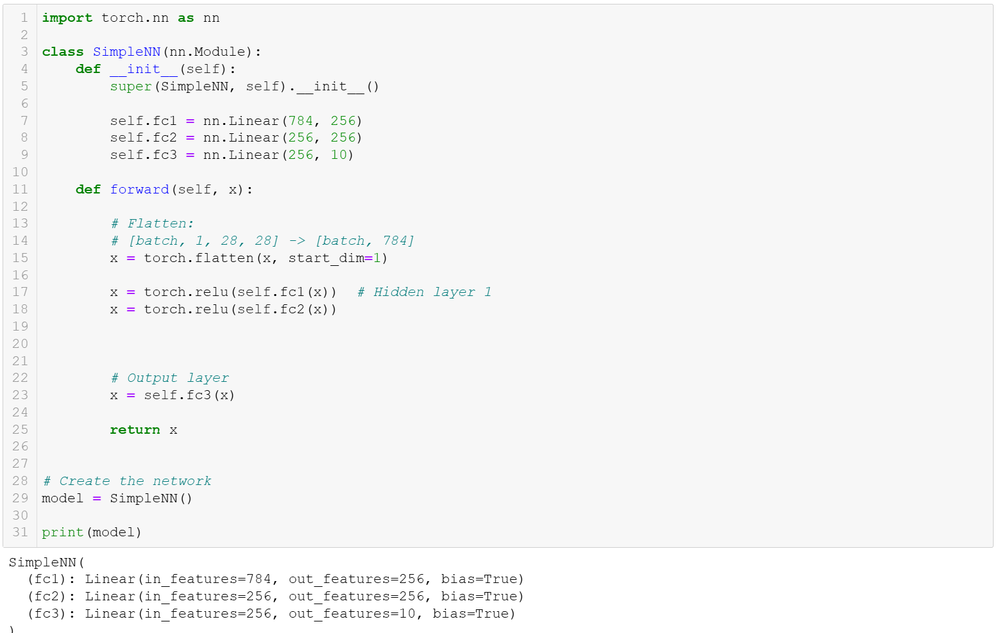 1 import torch.nn as nn
2
3 class SimpleNN(nn.Module):
4     def __init__(self):
5         super(SimpleNN, self).__init__()
6
7         self.fc1 = nn.Linear(784, 256)
8         self.fc2 = nn.Linear(256, 256)
9         self.fc3 = nn.Linear(256, 10)
10
11     def forward(self, x):
12
13         # Flatten:
14         # [batch, 1, 28, 28] -> [batch, 784]
15         x = torch.flatten(x, start_dim=1)
16
17         x = torch.relu(self.fc1(x))  # Hidden layer 1
18         x = torch.relu(self.fc2(x))
19
20
21
22         # Output layer
23         x = self.fc3(x)
24
25         return x
26
27
28 # Create the network
29 model = SimpleNN()
30
31 print(model)
SimpleNN(
  (fc1): Linear(in_features=784, out_features=256, bias=True)
  (fc2): Linear(in_features=256, out_features=256, bias=True)
  (fc3): Linear(in_features=256, out_features=10, bias=True)
)